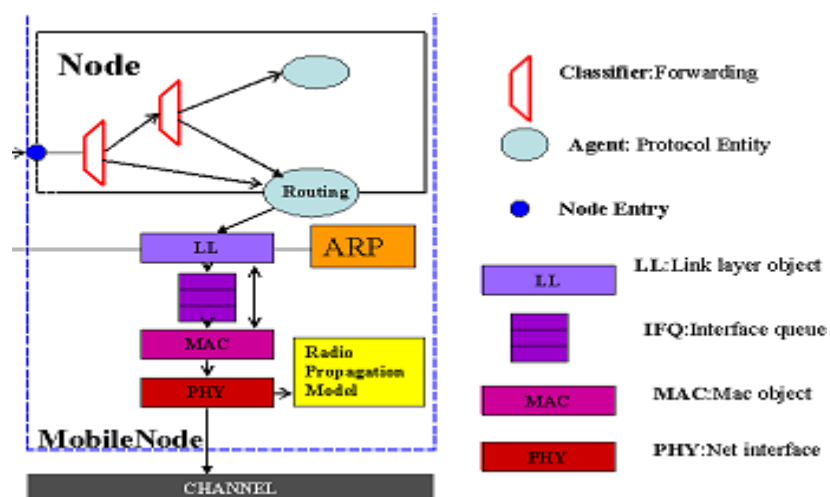 Node
Routing
LL
ARP
MAC
Radio
Propagation
Model
PHY
MobileNode
CHANNEL
Classifier:Forwarding
Agent: Protocol Entity
Node Entry
LL
LL:Link layer object
IFQ:Interface queue
MAC
MAC:Mac object
PHY
PHY:Net interface